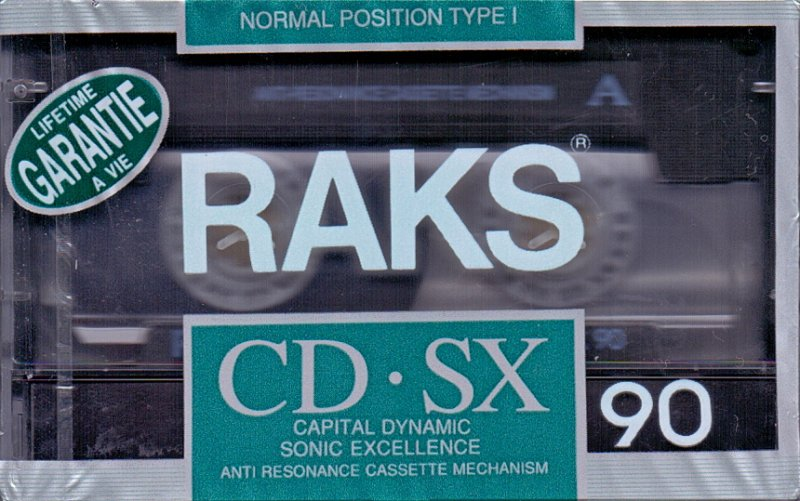 NORMAL POSITION TYPE I
LIFETIME
GARANTIE
A VIE
A
RAKS®
CD·SX
90
CAPITAL DYNAMIC
SONIC EXCELLENCE
ANTI RESONANCE CASSETTE MECHANISM